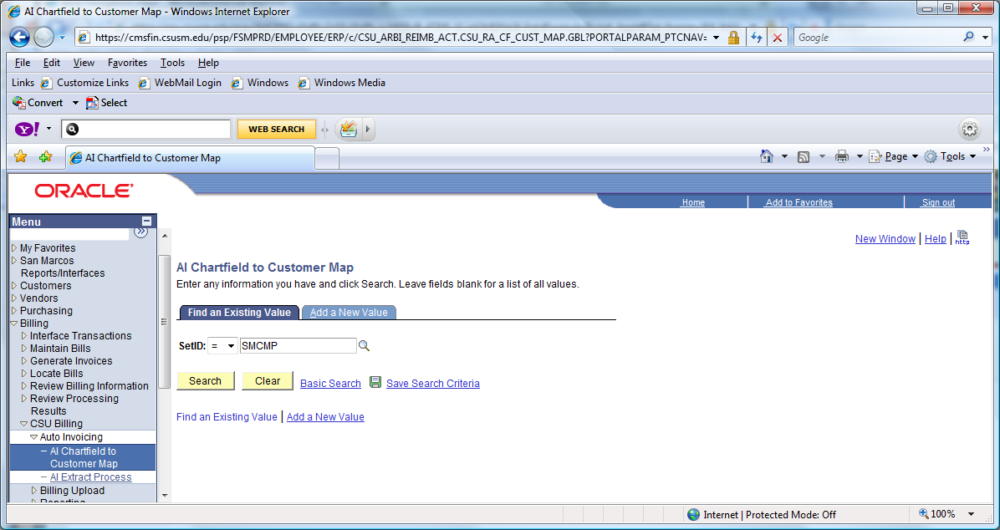 AI Chartfield to Customer Map - Windows Internet Explorer
https://cmsfin.csusm.edu/psp/FSMPRD/EMPLOYEE/ERP/c/CSU_ARBI_REIMB_ACT.CSU_RA_CF_CUST_MAP.GBL?PORTALPARAM_PTCNAV= Google
File Edit View Favorites Tools Help
Links Customize Links WebMail Login Windows Windows Media
Convert Select
Y! WEB SEARCH
AI Chartfield to Customer Map Page Tools
ORACLE
Home Add to Favorites Sign out
Menu
New Window Help http
My Favorites
San Marcos
Reports/Interfaces
Customers
Vendors
Purchasing
Billing
Interface Transactions
Maintain Bills
Generate Invoices
Locate Bills
Review Billing Information
Review Processing
Results
CSU Billing
Auto Invoicing
AI Chartfield to
Customer Map
AI Extract Process
Billing Upload
Reporting
AI Chartfield to Customer Map
Enter any information you have and click Search. Leave fields blank for a list of all values.
Find an Existing Value Add a New Value
SetID: = SMCMP
Search Clear Basic Search Save Search Criteria
Find an Existing Value Add a New Value
Internet | Protected Mode: Off 100%